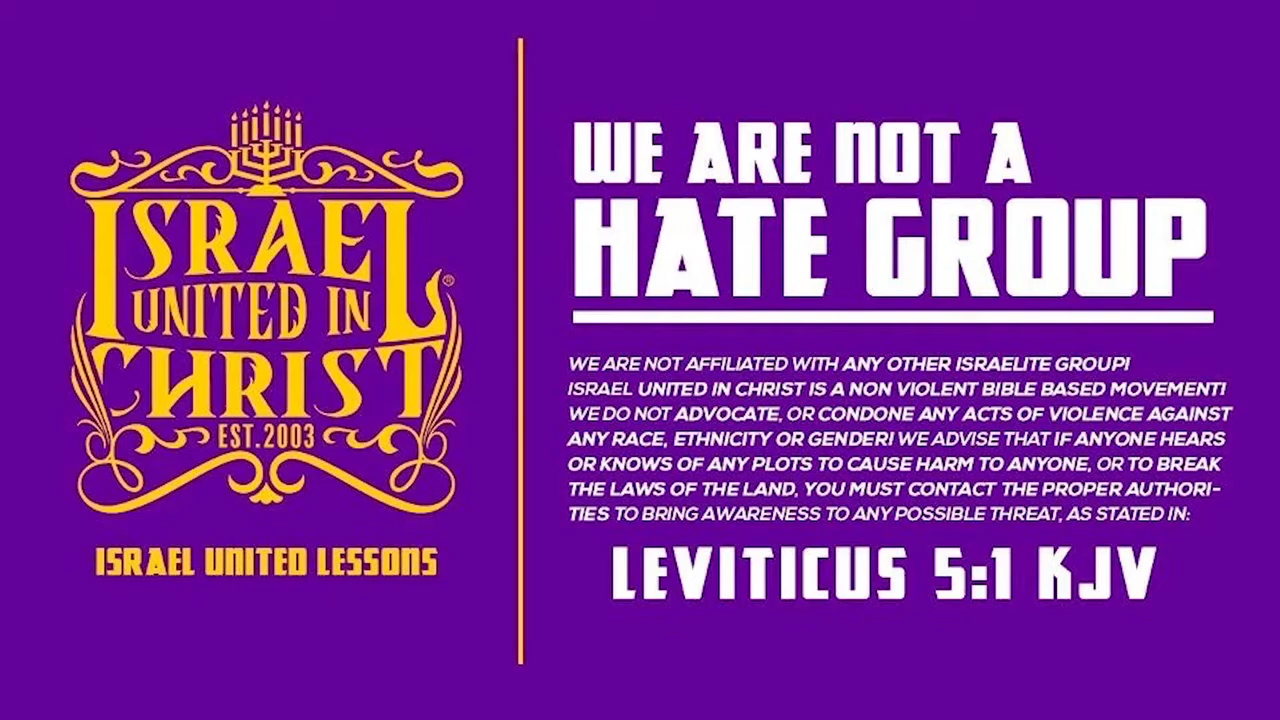 ISRAEL
UNITED IN
CHRIST
EST.2003
ISRAEL UNITED LESSONS
WE ARE NOT A
HATE GROUP
WE ARE NOT AFFILIATED WITH ANY OTHER ISRAELITE GROUP!
ISRAEL UNITED IN CHRIST IS A NON VIOLENT BIBLE BASED MOVEMENT!
WE DO NOT ADVOCATE, OR CONDONE ANY ACTS OF VIOLENCE AGAINST
ANY RACE, ETHNICITY OR GENDER! WE ADVISE THAT IF ANYONE HEARS
OR KNOWS OF ANY PLOTS TO CAUSE HARM TO ANYONE, OR TO BREAK
THE LAWS OF THE LAND, YOU MUST CONTACT THE PROPER AUTHORI-
TIES TO BRING AWARENESS TO ANY POSSIBLE THREAT, AS STATED IN:
LEVITICUS 5:1 KJV